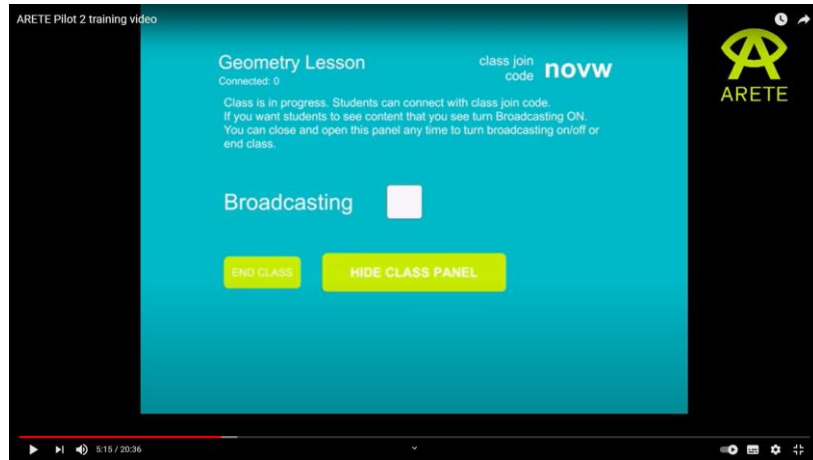 ARETE Pilot 2 training video
ARETE
Geometry Lesson
Connected: 0
class join
code
novw
Class is in progress. Students can connect with class join code.
If you want students to see content that you see turn Broadcasting ON.
You can close and open this panel any time to turn broadcasting on/off or
end class.
Broadcasting
END CLASS
HIDE CLASS PANEL
5:15 / 20:36